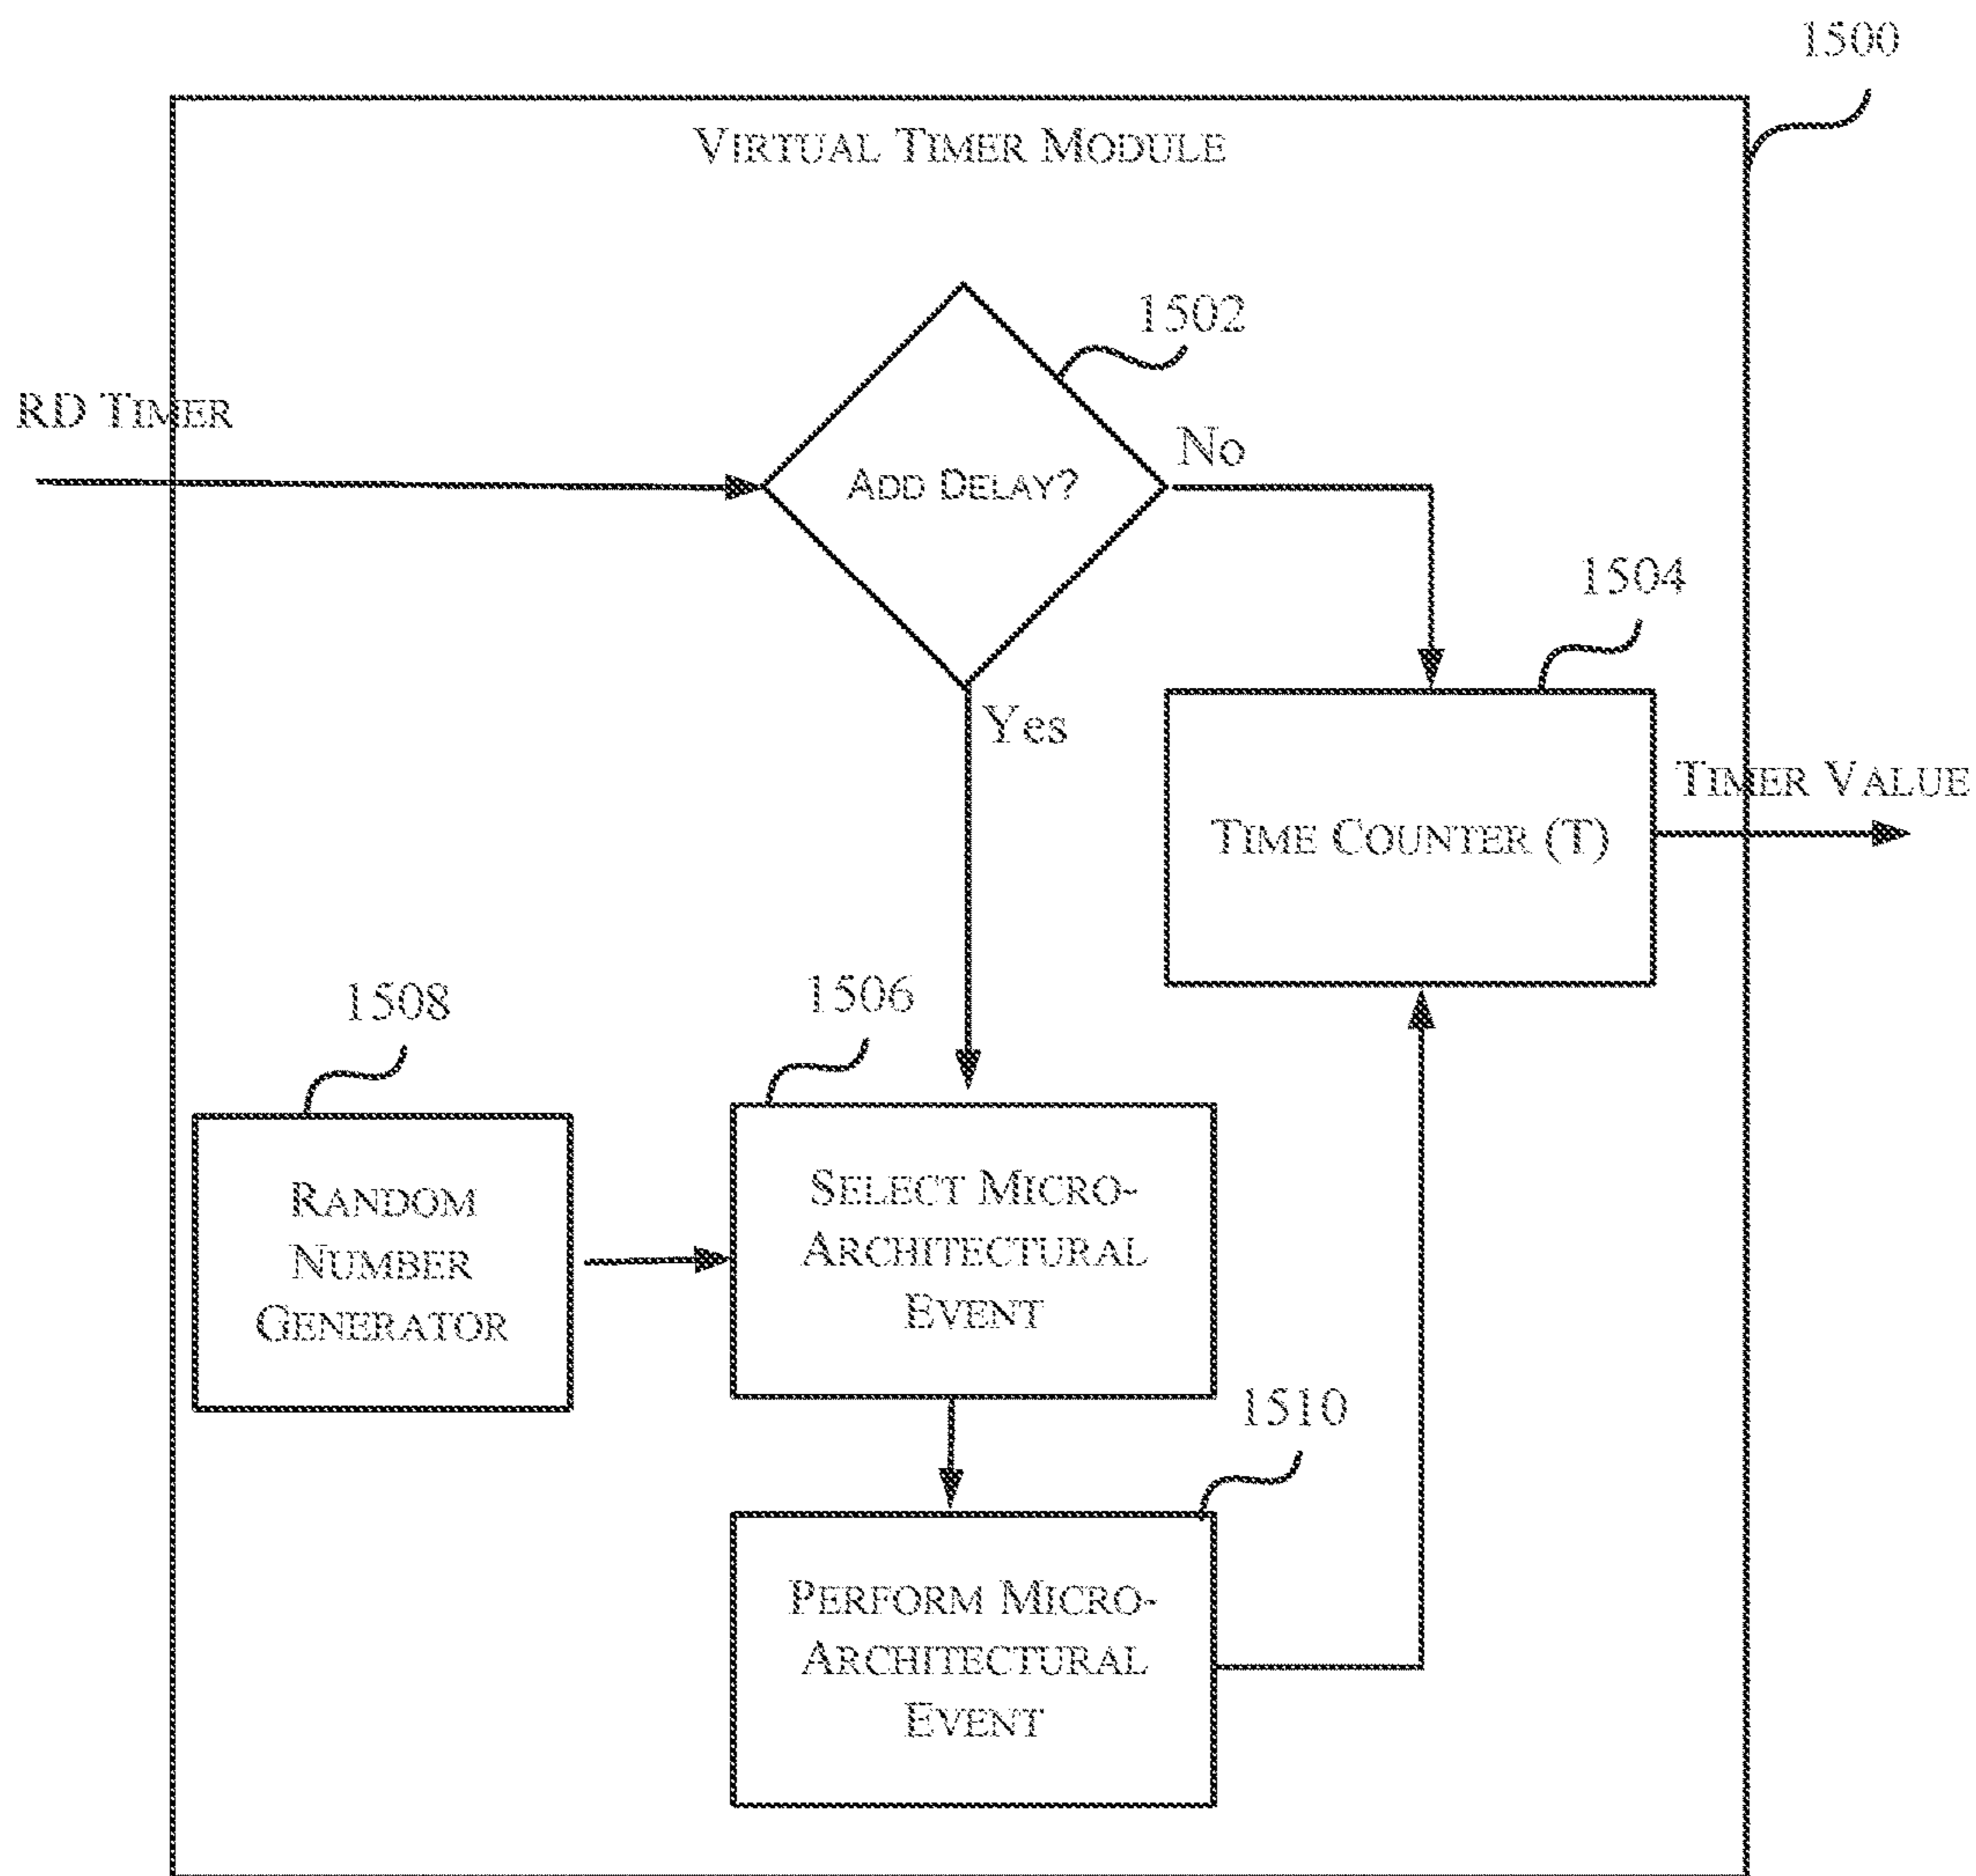 1500
VIRTUAL TIMER MODULE
1502
RD TIMER
No
ADD DELAY?
1504
Yes
TIMER VALUE
TIME COUNTER (T)
1508
1506
RANDOM
NUMBER
GENERATOR
SELECT MICRO-
ARCHITECTURAL
EVENT
1510
PERFORM MICRO-
ARCHITECTURAL
EVENT